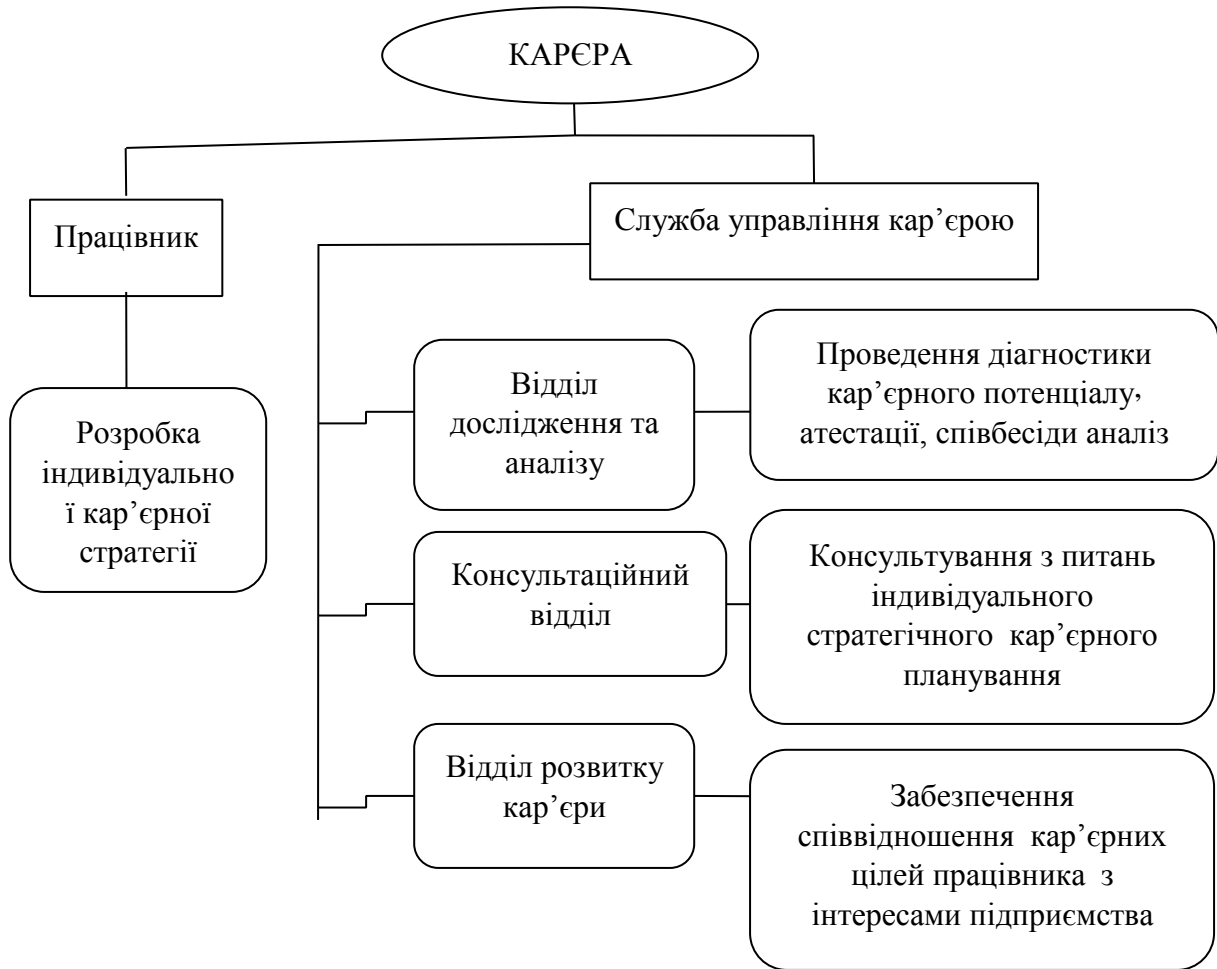 КАРЄРА
Працівник
Служба управління кар’єрою
Розробка
індивідуально
ї кар’єрної
стратегії
Відділ
дослідження та
аналізу
Проведення діагностики
кар’єрного потенціалу,
атестації, співбесіди аналіз
Консультаційний
відділ
Консультування з питань
індивідуального
стратегічного кар’єрного
планування
Відділ розвитку
кар’єри
Забезпечення
співвідношення кар’єрних
цілей працівника з
інтересами підприємства